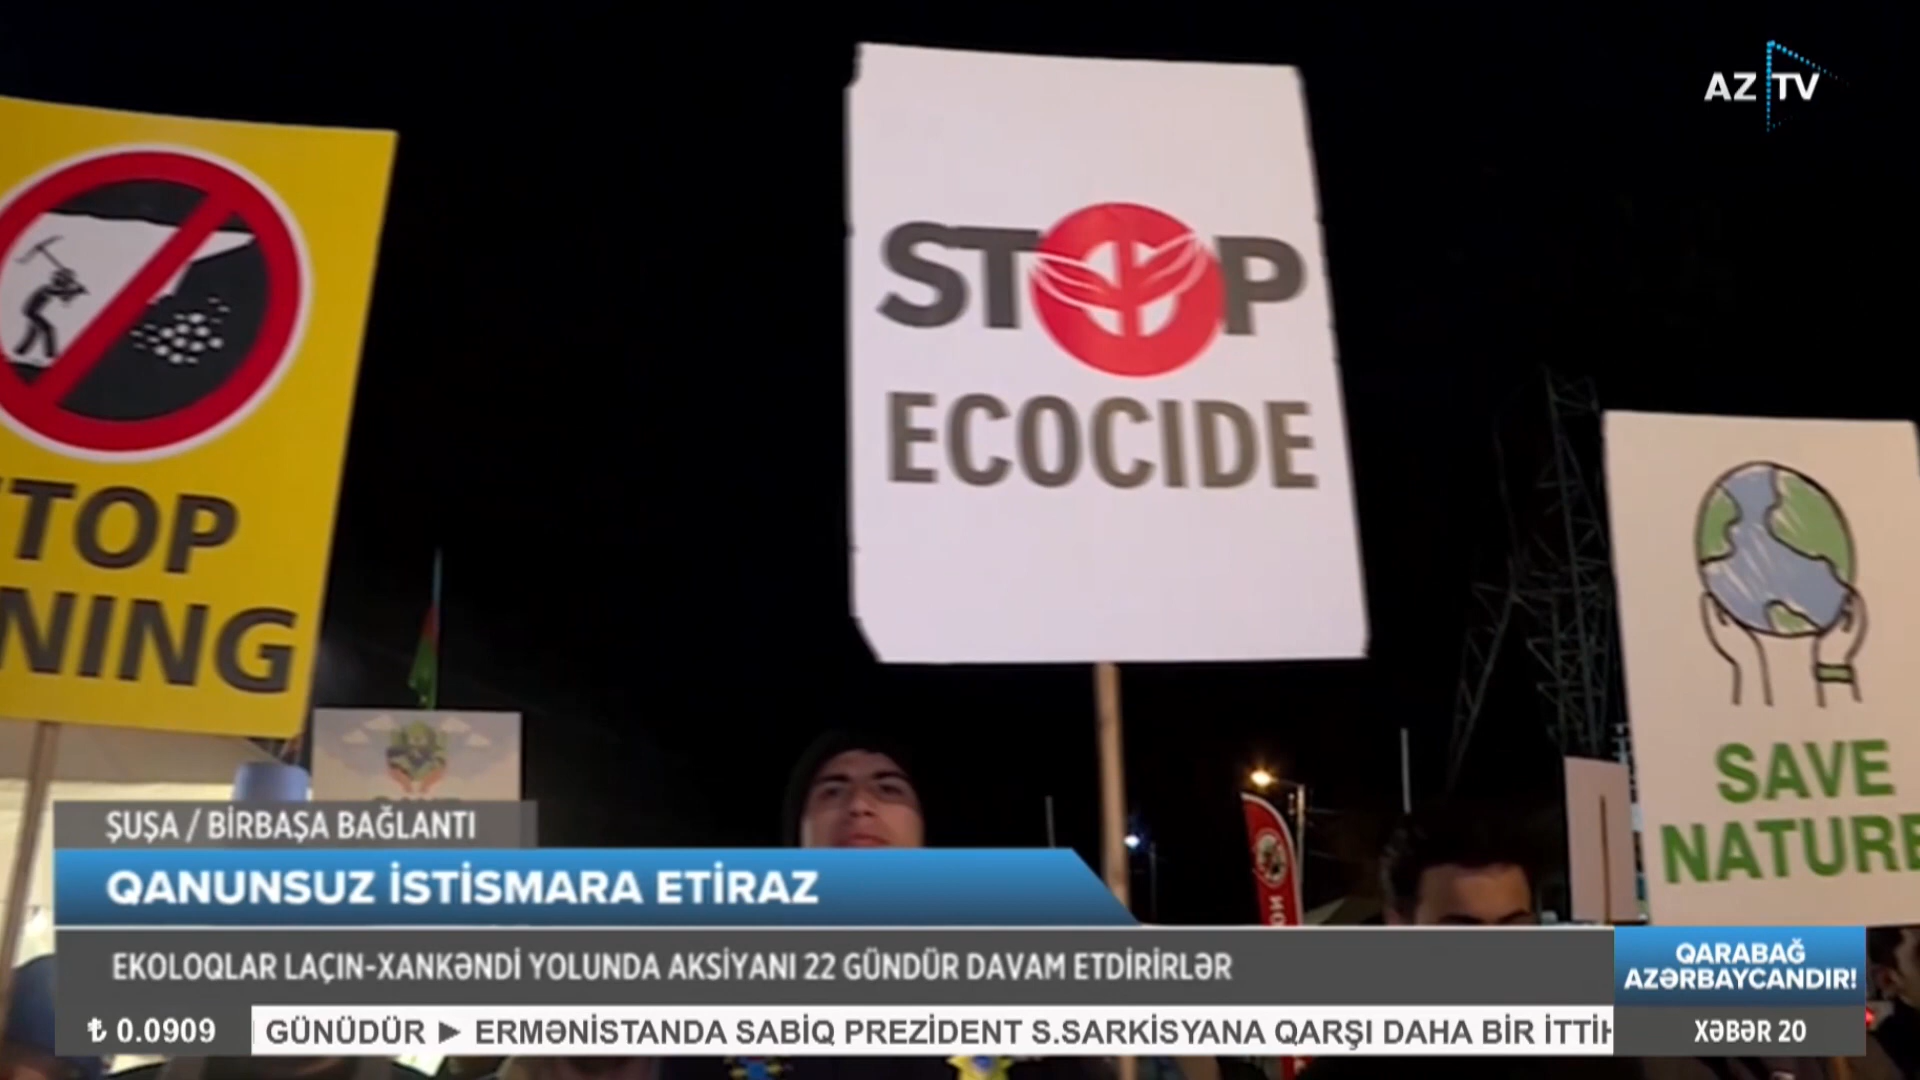 AZ TV
STOP
ECOCIDE
SAVE
NATURE
ŞUŞA / BİRBAŞA BAĞLANTI
QANUNSUZ İSTİSMARA ETİRAZ
EKOLOQLAR LAÇIN-XANKƏNDİ YOLUNDA AKSİYANI 22 GÜNDÜR DAVAM ETDİRİRLƏR
QARABAĞ
AZƏRBAYCANDIR!
₺ 0.0909
GÜNÜDÜR ► ERMƏNİSTANDA SABİQ PREZİDENT S.SARKİSYANA QARŞI DAHA BİR
XƏBƏR 20